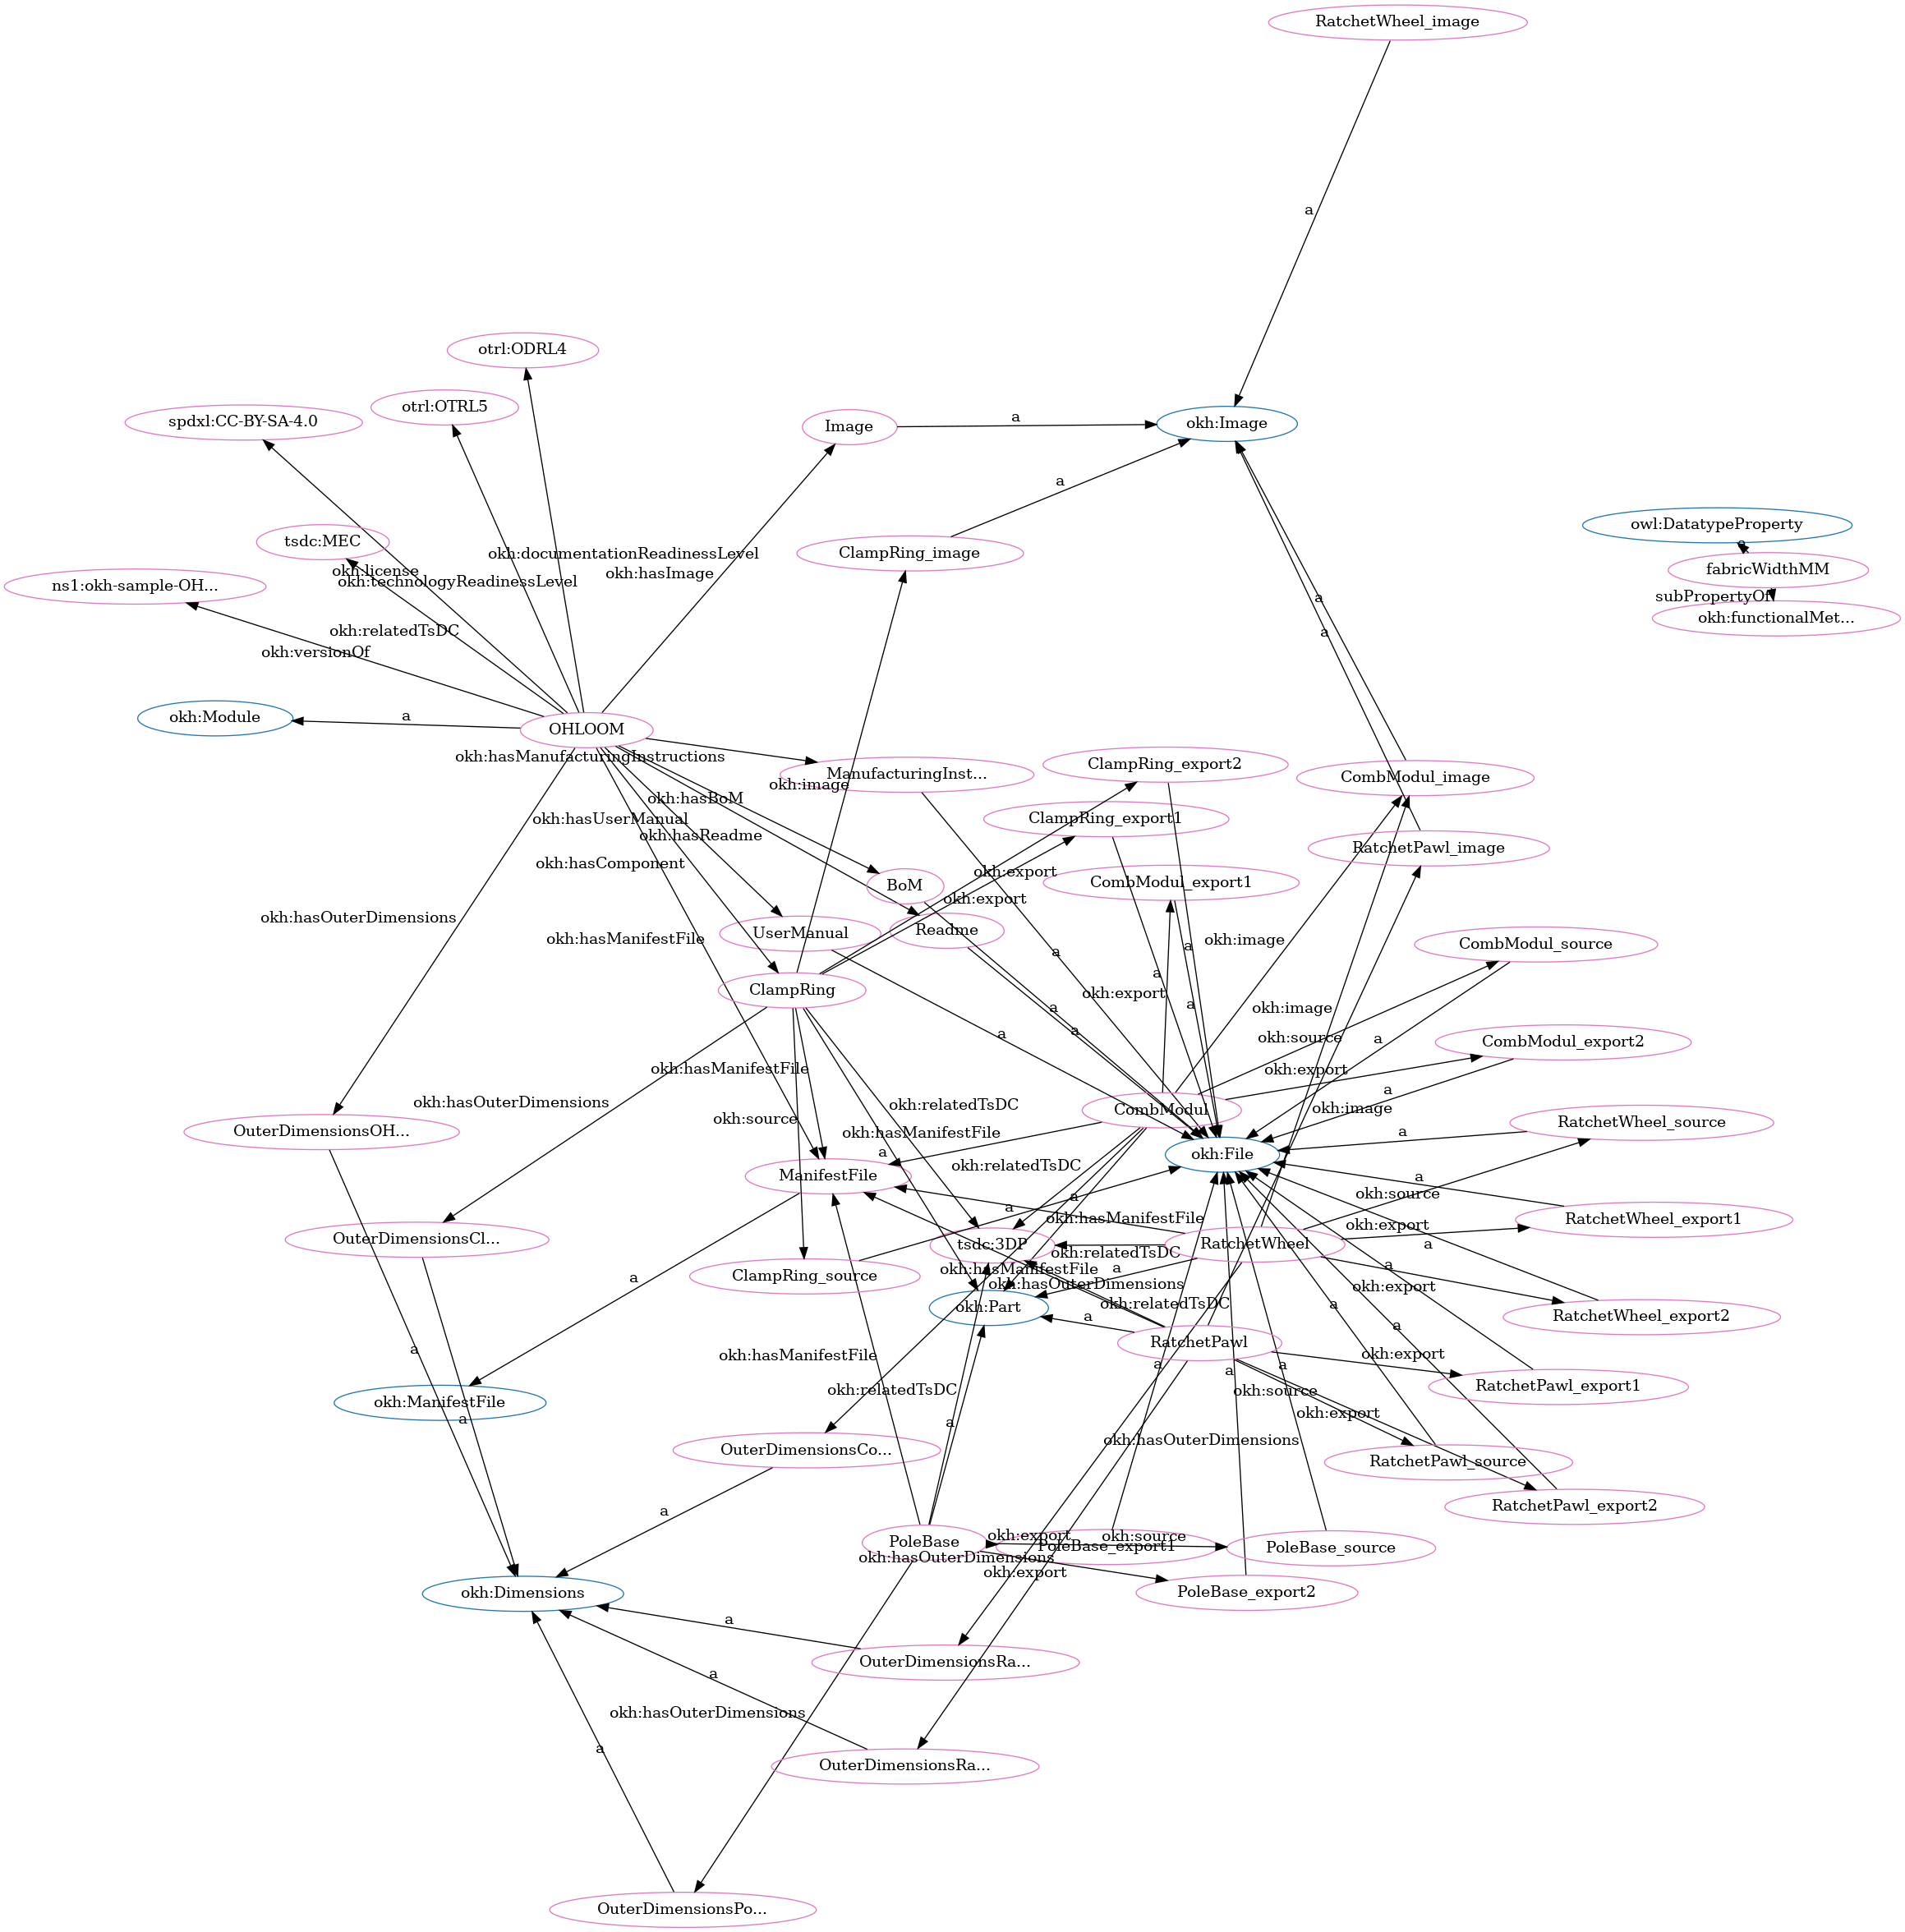 RatchetWheel_image
a
otrl:ODRL4
otrl:OTRL5
spdxl:CC-BY-SA-4.0
Image
a
okh:Image
a
tsdc:MEC
okh:documentationReadinessLevel
ClampRing_image
owl:DatatypeProperty
a
okh:license
okh:technologyReadinessLevel
okh:hasImage
fabricWidthMM
ns1:okh-sample-OH...
a
subPropertyOf
okh:functionalMet...
okh:relatedTsDC
a
okh:versionOf
okh:Module
a
OHLOOM
okh:hasManufacturingInstructions
ManufacturingInst...
okh:image
ClampRing_export2
CombModul_image
okh:hasBoM
okh:hasUserManual
okh:hasReadme
ClampRing_export1
RatchetPawl_image
okh:hasComponent
okh:export
BoM
CombModul_export1
okh:export
okh:hasOuterDimensions
UserManual
Readme
okh:hasManifestFile
a
a
okh:image
CombModul_source
a
ClampRing
okh:export
a
a
okh:image
a
a
a
okh:source
a
CombModul_export2
okh:hasManifestFile
okh:export
okh:hasOuterDimensions
okh:source
okh:relatedTsDC
CombModul
okh:image
a
OuterDimensionsOH...
okh:hasManifestFile
a
a
RatchetWheel_source
okh:relatedTsDC
okh:File
ManifestFile
a
a
okh:source
a
OuterDimensionsCl...
okh:hasManifestFile
tsdc:3DP
RatchetWheel
okh:export
RatchetWheel_export1
okh:relatedTsDC
a
a
ClampRing_source
okh:hasManifestFile
a
okh:hasOuterDimensions
okh:export
a
okh:Part
okh:relatedTsDC
a
a
RatchetWheel_export2
a
okh:hasManifestFile
a
RatchetPawl
okh:export
a
a
a
okh:relatedTsDC
okh:source
RatchetPawl_export1
okh:ManifestFile
a
a
okh:export
OuterDimensionsCo...
okh:hasOuterDimensions
RatchetPawl_source
a
RatchetPawl_export2
PoleBase
okh:export
okh:source
PoleBase_export1
PoleBase_source
okh:hasOuterDimensions
okh:export
okh:Dimensions
PoleBase_export2
a
OuterDimensionsRa...
a
okh:hasOuterDimensions
a
OuterDimensionsRa...
OuterDimensionsPo...